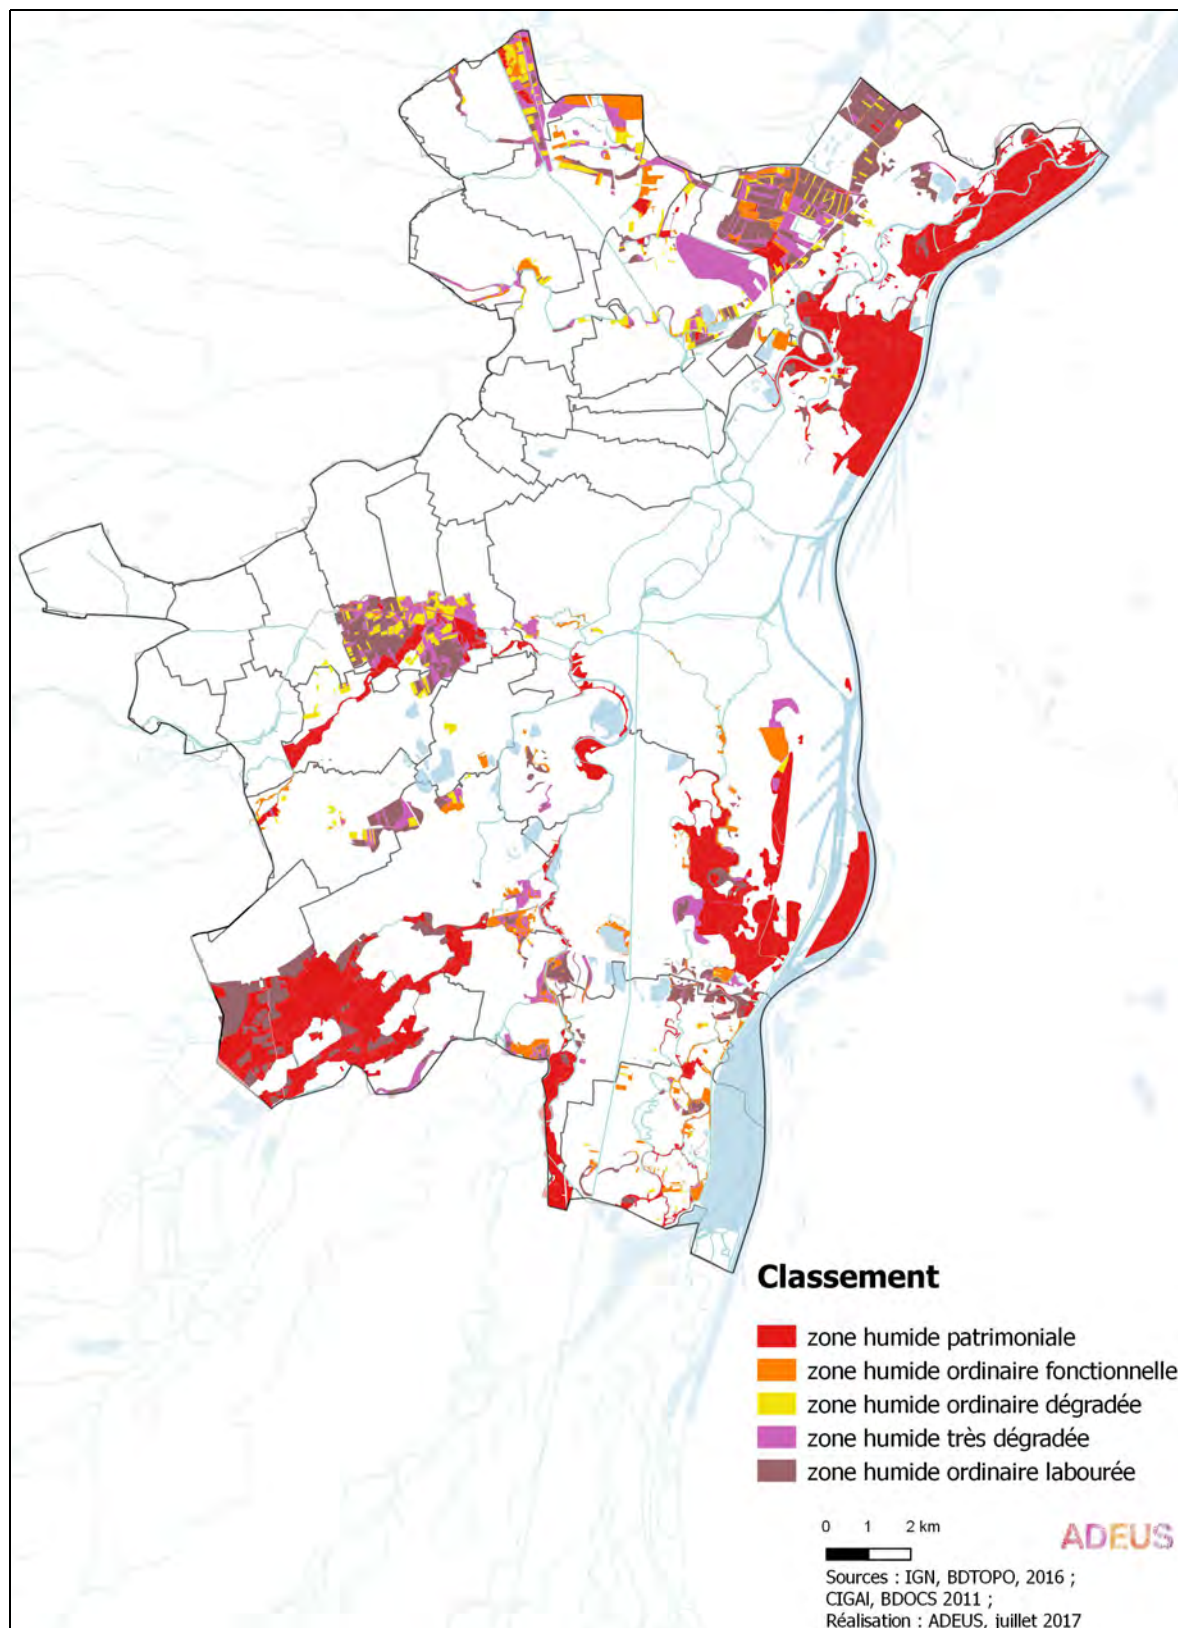 Classement
zone humide patrimoniale
zone humide ordinaire fonctionnelle
zone humide ordinaire dégradée
zone humide très dégradée
zone humide ordinaire labourée
0 1 2 km
ADEUS
Sources : IGN, BDTOPO, 2016 ;
CIGAl, BDOCS 2011 ;
Réalisation : ADEUS, juillet 2017